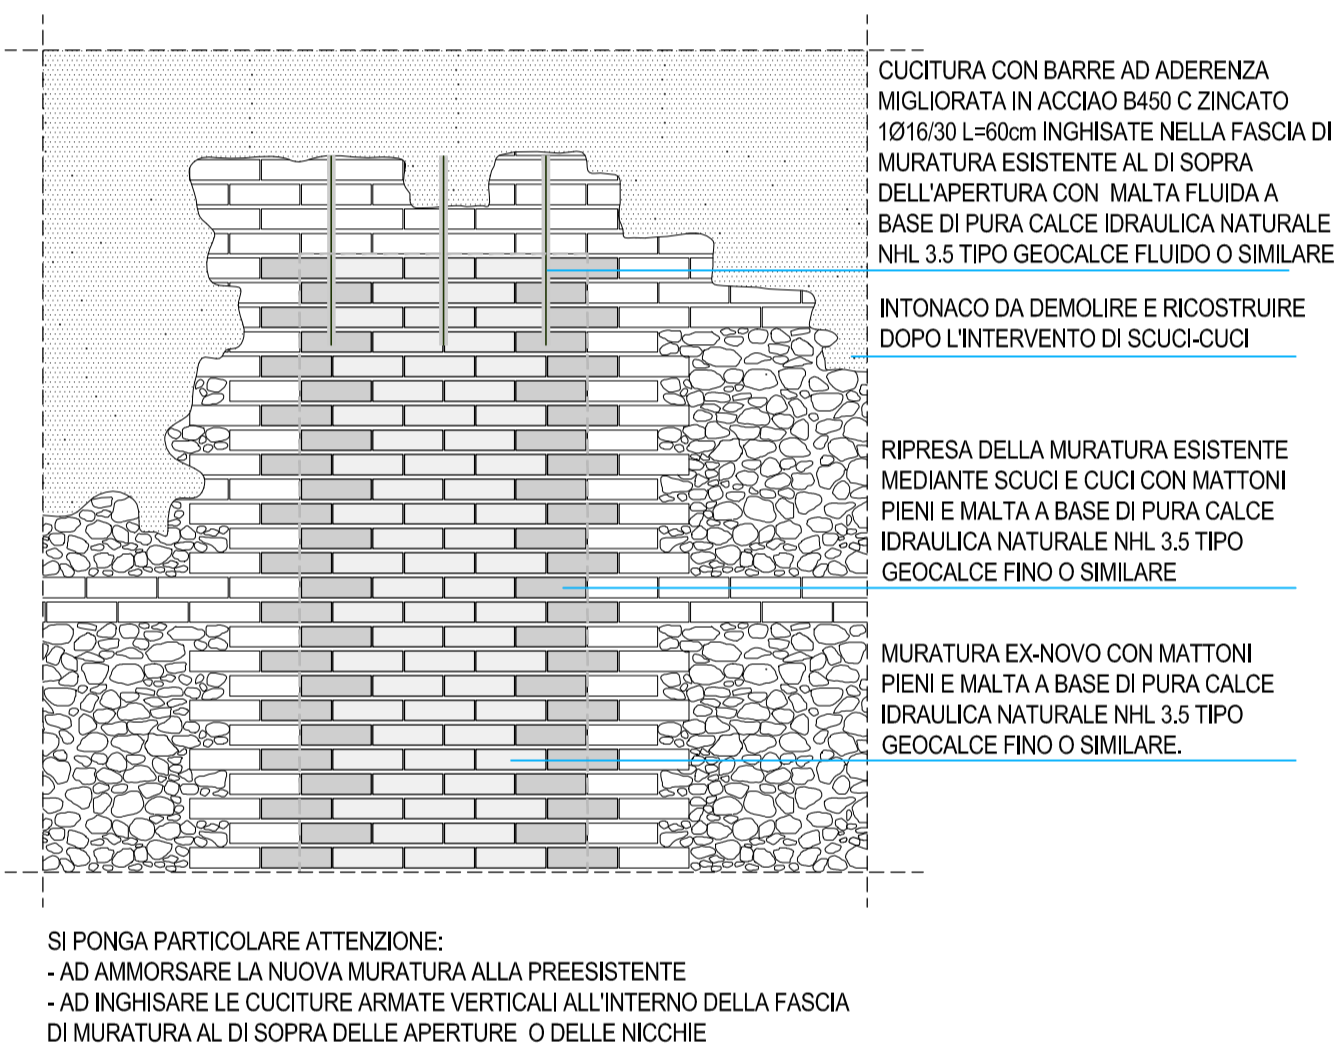 CUCITURA CON BARRE AD ADERENZA
MIGLIORATA IN ACCIAO B450 C ZINCATO
1Ø16/30 L=60cm INGHISATE NELLA FASCIA DI
MURATURA ESISTENTE AL DI SOPRA
DELL'APERTURA CON MALTA FLUIDA A
BASE DI PURA CALCE IDRAULICA NATURALE
NHL 3.5 TIPO GEOCALCE FLUIDO O SIMILARE
INTONACO DA DEMOLIRE E RICOSTRUIRE
DOPO L'INTERVENTO DI SCUCI-CUCI
RIPRESA DELLA MURATURA ESISTENTE
MEDIANTE SCUCI E CUCI CON MATTONI
PIENI E MALTA A BASE DI PURA CALCE
IDRAULICA NATURALE NHL 3.5 TIPO
GEOCALCE FINO O SIMILARE
MURATURA EX-NOVO CON MATTONI
PIENI E MALTA A BASE DI PURA CALCE
IDRAULICA NATURALE NHL 3.5 TIPO
GEOCALCE FINO O SIMILARE.
SI PONGA PARTICOLARE ATTENZIONE:
- AD AMMORSARE LA NUOVA MURATURA ALLA PREESISTENTE
- AD INGHISARE LE CUCITURE ARMATE VERTICALI ALL'INTERNO DELLA FASCIA
DI MURATURA AL DI SOPRA DELLE APERTURE O DELLE NICCHIE